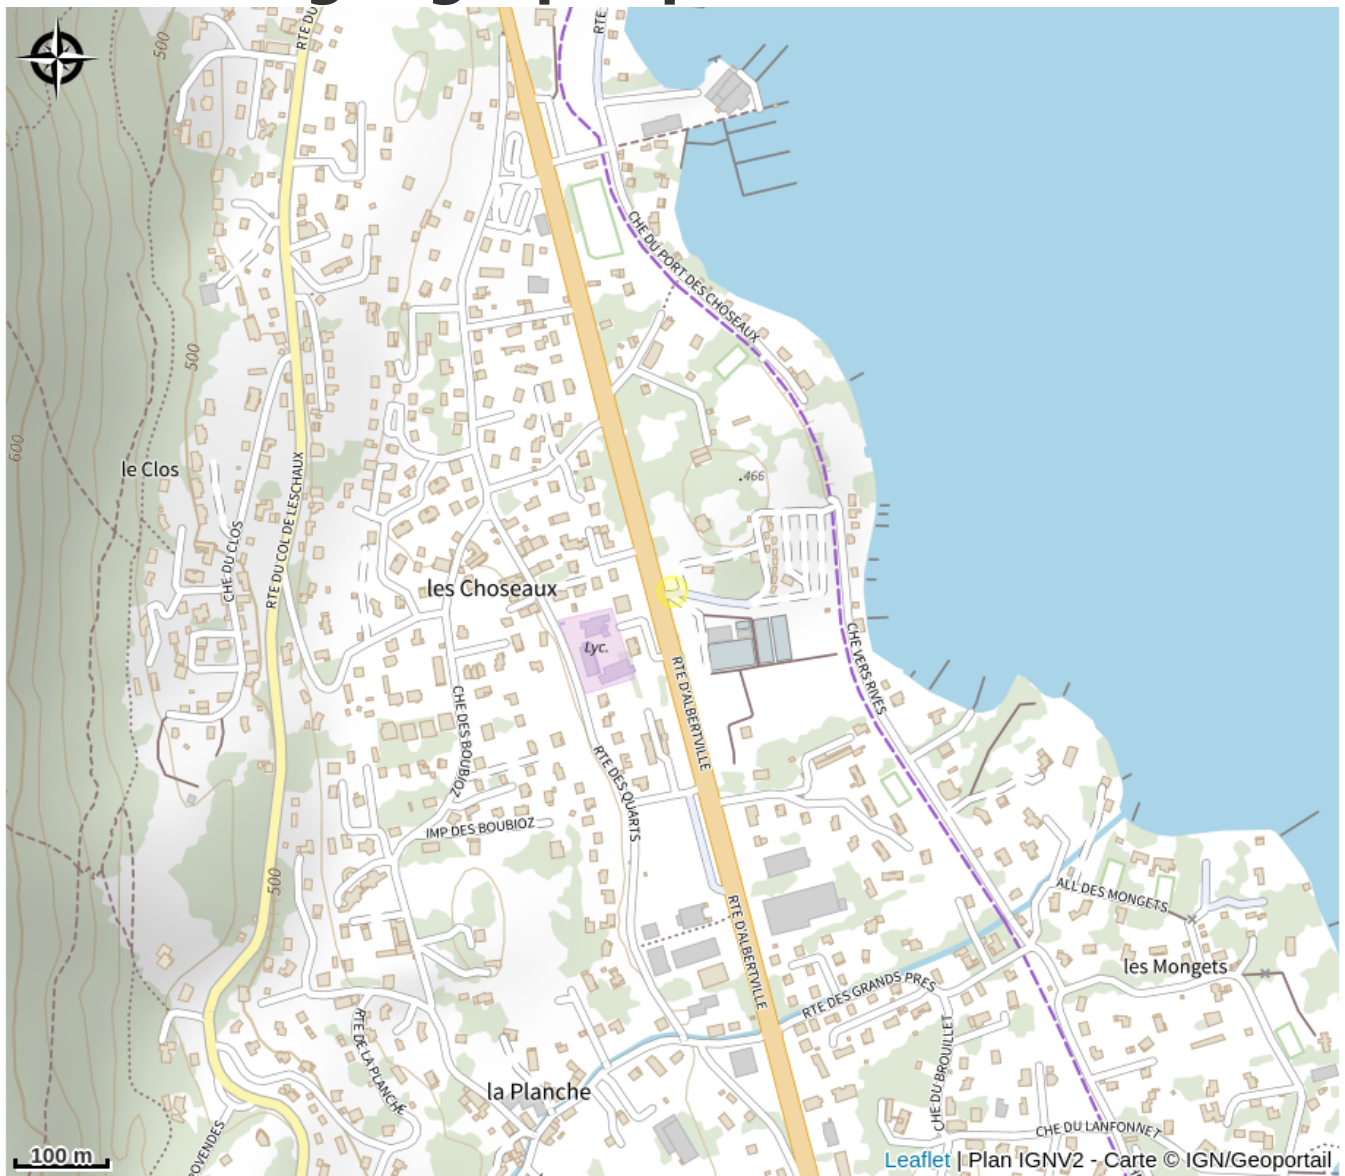 RTE DU
RTE
500
CHE DU PORT DES CHOSEAUX
500
600
le Clos
.466
RTE DU COL DE LESCHAUX
CHE DU CLOS
les Choseaux
Lyc.
CHE VERS RIVES
RTE D'ALBERTVILLE
CHE DES BOUBIOZ
RTE DES QUARTS
IMP DES BOUBIOZ
500
ALL DES MONGETS
RTE D'ALBERTVILLE
les Mongets
RTE DES GRANDS PRES
RTE DE LA PLANCHE
CHE DU BROUILLET
la Planche
CHE DU LANFONNET
OVENDES
100 m
Leaflet | Plan IGNV2 - Carte © IGN/Geoportail